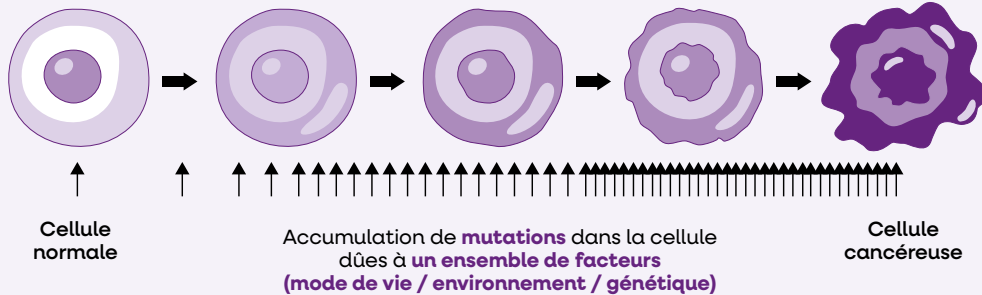 Cellule
normale
Accumulation de mutations dans la cellule
dûes à un ensemble de facteurs
(mode de vie / environnement / génétique)
Cellule
cancéreuse